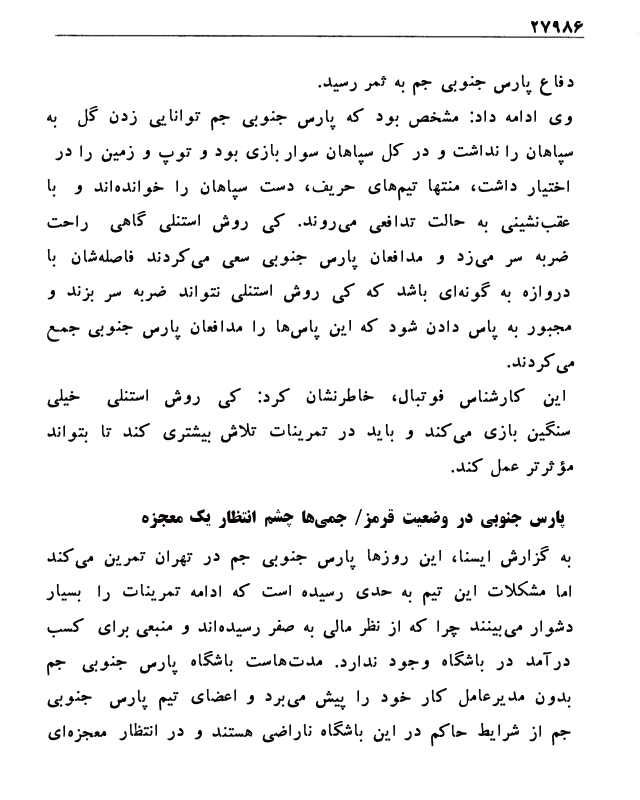 ۲۷۹۸۶
دفاع پارس جنوبی جم به ثمر رسید.
وی ادامه داد: مشخص بود که پارس جنوبی جم توانایی زدن گل به
سپاهان را نداشت و در کل سپاهان سوار بازی بود و توپ و زمین را در
اختیار داشت، منتها تیم‌های حریف، دست سپاهان را خوانده‌اند و با
عقب‌نشینی به حالت تدافعی می‌روند. کی روش استنلی گاهی راحت
ضربه سر می‌زد و مدافعان پارس جنوبی سعی می‌کردند فاصله‌شان با
دروازه به گونه‌ای باشد که کی روش استنلی نتواند ضربه سر بزند و
مجبور به پاس دادن شود که این پاس‌ها را مدافعان پارس جنوبی جمع
می‌کردند.
این کارشناس فوتبال، خاطرنشان کرد: کی روش استنلی خیلی
سنگین بازی می‌کند و باید در تمرینات تلاش بیشتری کند تا بتواند
مؤثرتر عمل کند.
پارس جنوبی در وضعیت قرمز/ جمی‌ها چشم انتظار یک معجزه
به گزارش ایسنا، این روزها پارس جنوبی جم در تهران تمرین می‌کند
اما مشکلات این تیم به حدی رسیده است که ادامه تمرینات را بسیار
دشوار می‌بینند چرا که از نظر مالی به صفر رسیده‌اند و منبعی برای کسب
درآمد در باشگاه وجود ندارد. مدت‌هاست باشگاه پارس جنوبی جم
بدون مدیرعامل کار خود را پیش می‌برد و اعضای تیم پارس جنوبی
جم از شرایط حاکم در این باشگاه ناراضی هستند و در انتظار معجزه‌ای